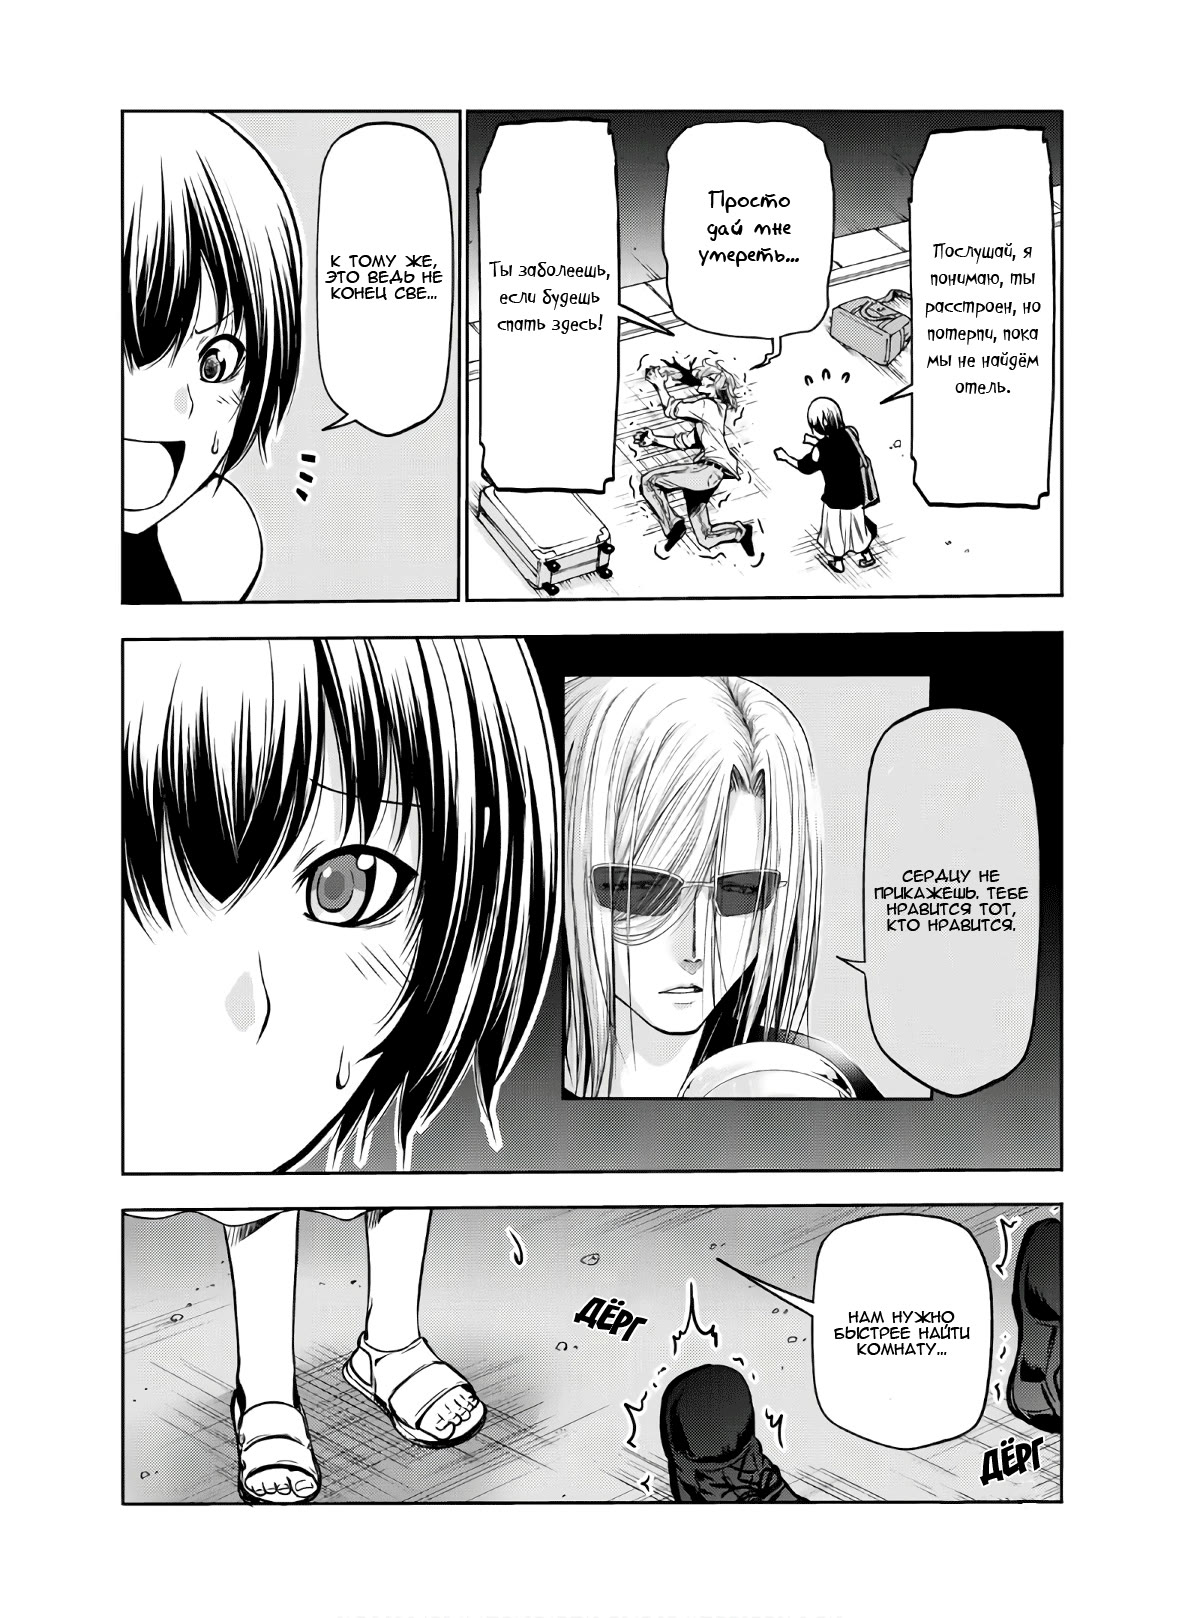 Послушай, я
понимаю, ты
расстроен, но
потерпи, пока
мы не найдём
отель.
Просто
дай мне
умереть...
Ты заболеешь,
если будешь
спать здесь!
К ТОМУ ЖЕ,
ЭТО ВЕДЬ НЕ
КОНЕЦ СВЕ...
СЕРДЦУ НЕ
ПРИКАЖЕШЬ. ТЕБЕ
НРАВИТСЯ ТОТ,
КТО НРАВИТСЯ.
НАМ НУЖНО
БЫСТРЕЕ НАЙТИ
КОМНАТУ...
ДЁРГ
ДЁРГ